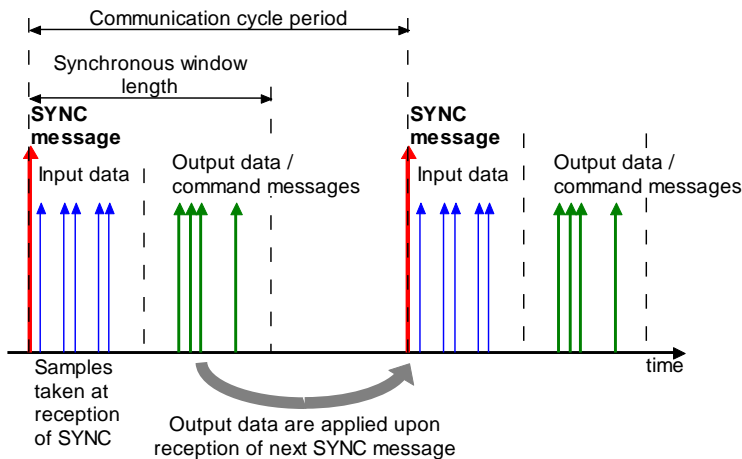 Communication cycle period
Synchronous window
length
SYNC
message
SYNC
message
Input data
Output data /
command messages
Input data
Output data /
command messages
time
Samples
taken at
reception
of SYNC
Output data are applied upon
reception of next SYNC message